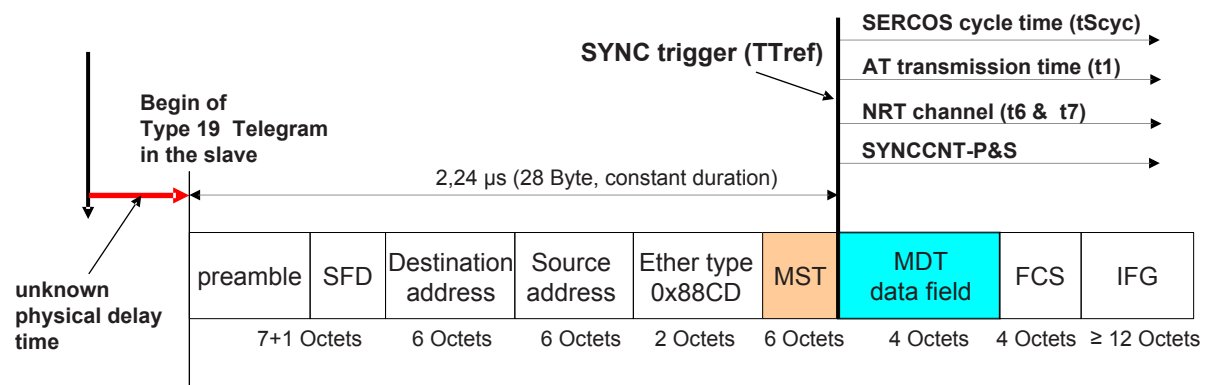 SERCOS cycle time (tScyc)
SYNC trigger (TTref)
AT transmission time (t1)
Begin of
Type 19 Telegram
in the slave
NRT channel (t6 & t7)
SYNCCNT-P&S
2,24 µs (28 Byte, constant duration)
preamble
SFD
Destination
address
Source
address
Ether type
0x88CD
MST
MDT
data field
FCS
IFG
unknown
physical delay
time
7+1 Octets
6 Octets
6 Octets
2 Octets
6 Octets
4 Octets
4 Octets
≥ 12 Octets